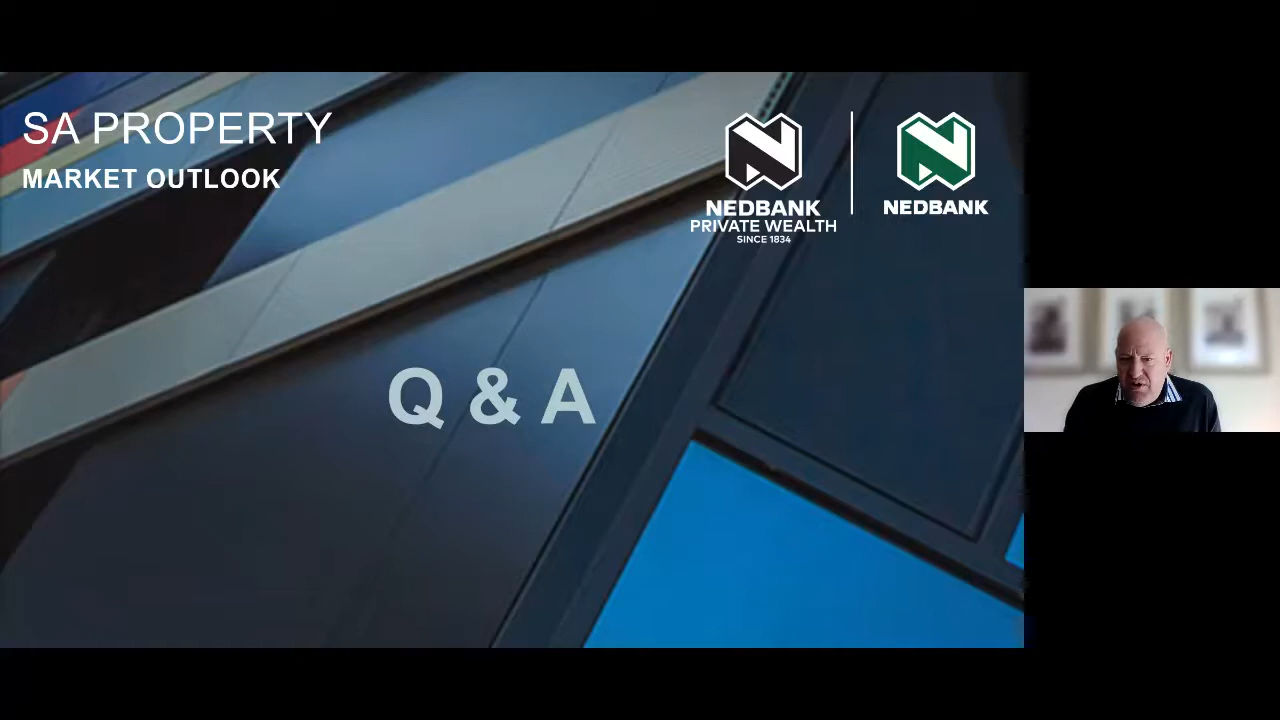 SA PROPERTY
MARKET OUTLOOK
NEDBANK
PRIVATE WEALTH
SINCE 1834
NEDBANK
Q & A